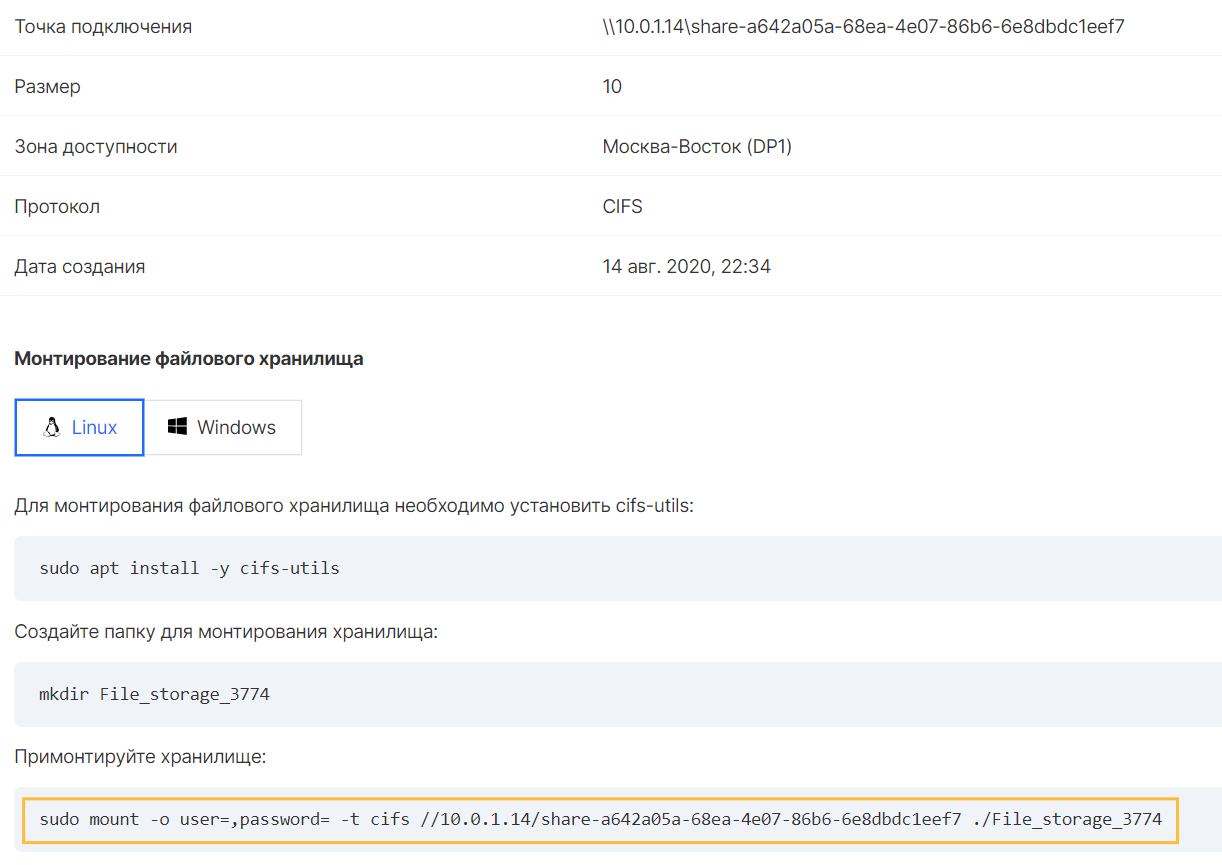 Точка подключения \\10.0.1.14\share-a642a05a-68ea-4e07-86b6-6e8dbdc1eef7
Размер 10
Зона доступности Москва-Восток (DP1)
Протокол CIFS
Дата создания 14 авг. 2020, 22:34
Монтирование файлового хранилища
Linux Windows
Для монтирования файлового хранилища необходимо установить cifs-utils:
sudo apt install -y cifs-utils
Создайте папку для монтирования хранилища:
mkdir File_storage_3774
Примонтируйте хранилище:
sudo mount -o user=,password= -t cifs //10.0.1.14/share-a642a05a-68ea-4e07-86b6-6e8dbdc1eef7 ./File_storage_3774